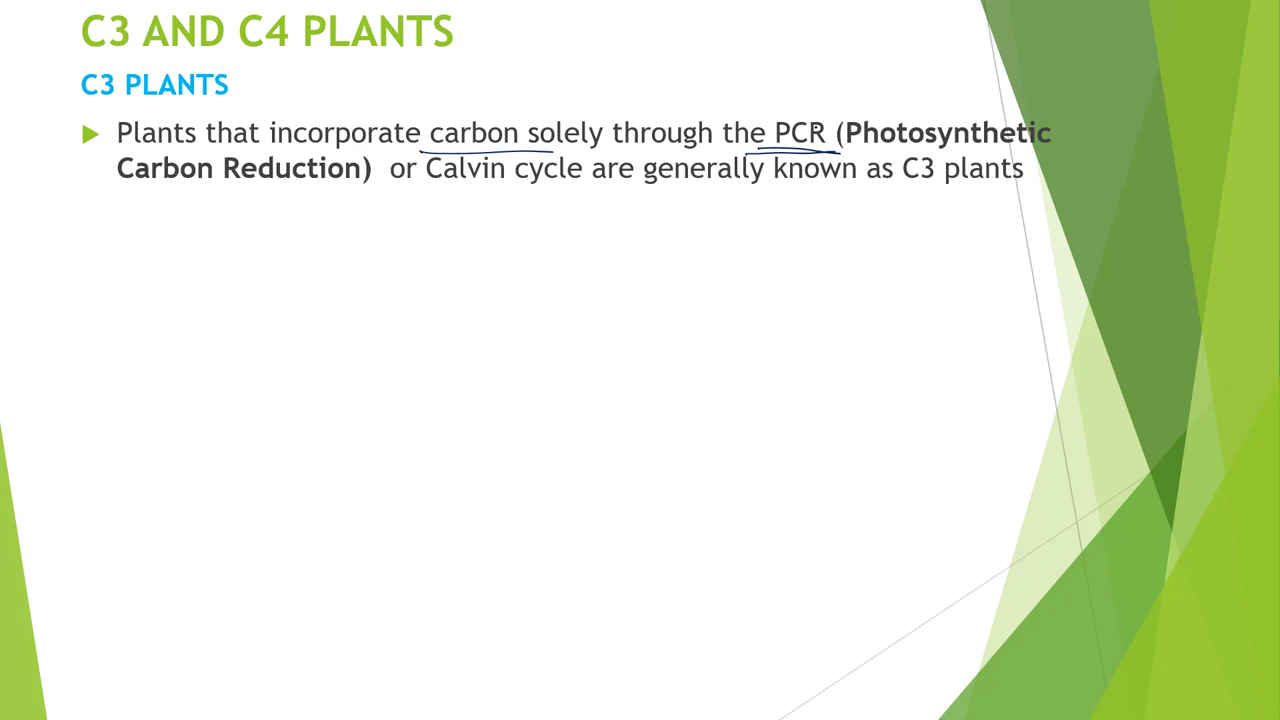 C3 AND C4 PLANTS
C3 PLANTS
Plants that incorporate carbon solely through the PCR (Photosynthetic
Carbon Reduction)  or Calvin cycle are generally known as C3 plants